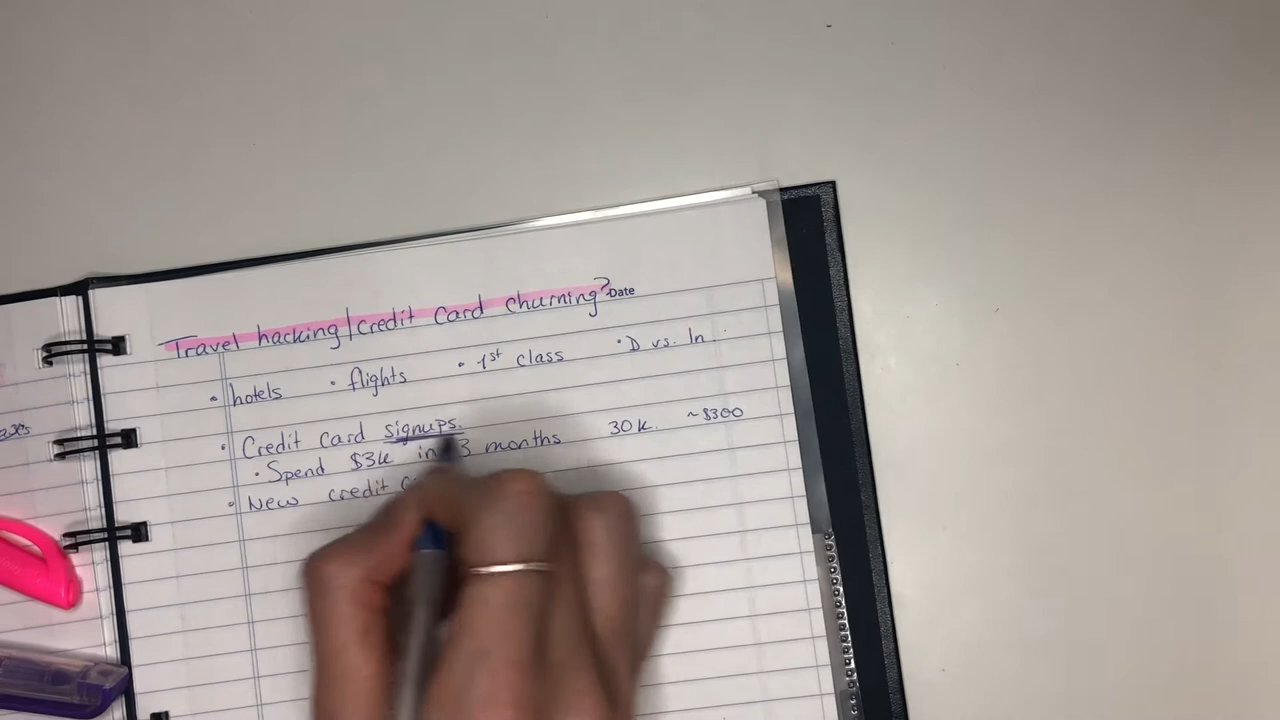 Travel hacking/credit card churning? Date
• hotels • flights • 1st class • D vs. In
• Credit card signups.
• Spend $3k in 3 months 30k. ~$300
• New credit